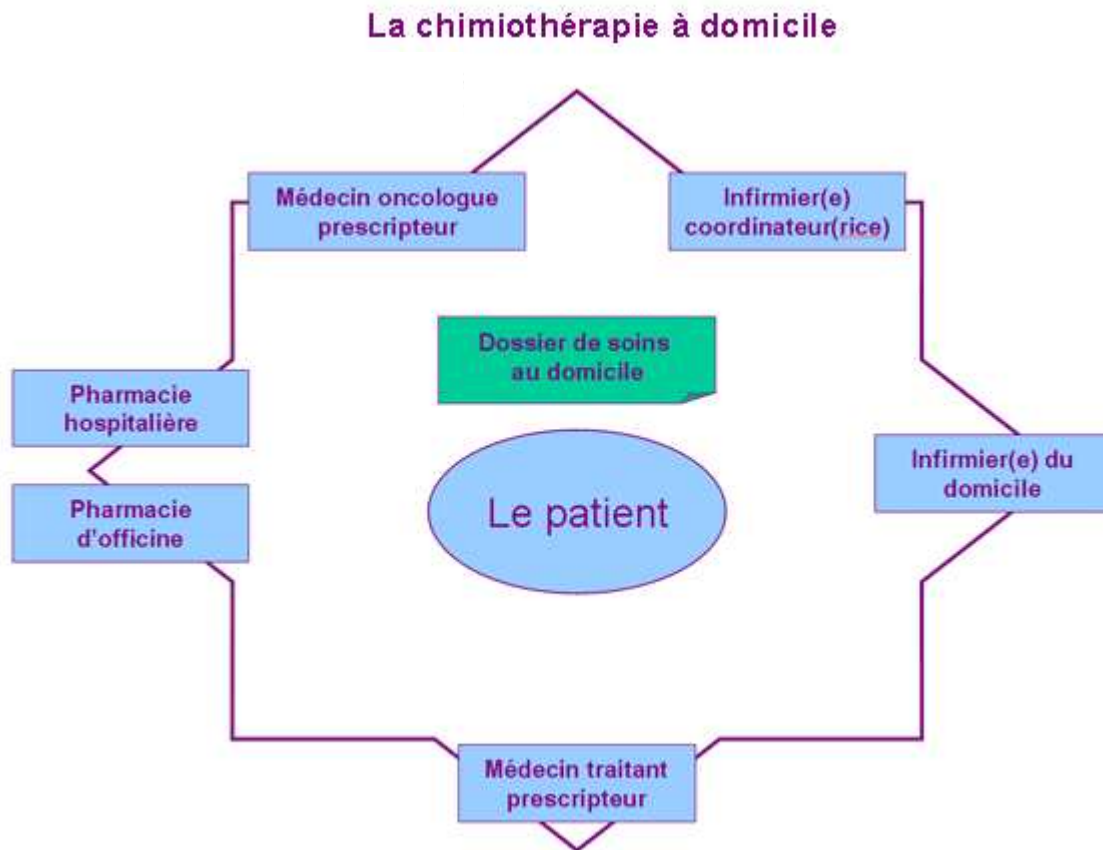 La chimiothérapie à domicile
Médecin oncologue
prescripteur
Infirmier(e)
coordinateur(rice)
Dossier de soins
au domicile
Pharmacie
hospitalière
Infirmier(e) du
domicile
Pharmacie
d'officine
Le patient
Médecin traitant
prescripteur